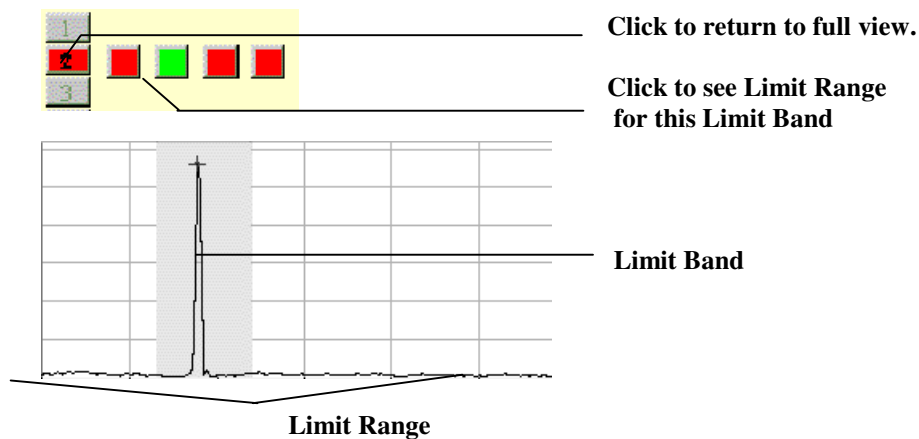 1
Click to return to full view.
2
3
Click to see Limit Range
for this Limit Band
Limit Band
Limit Range